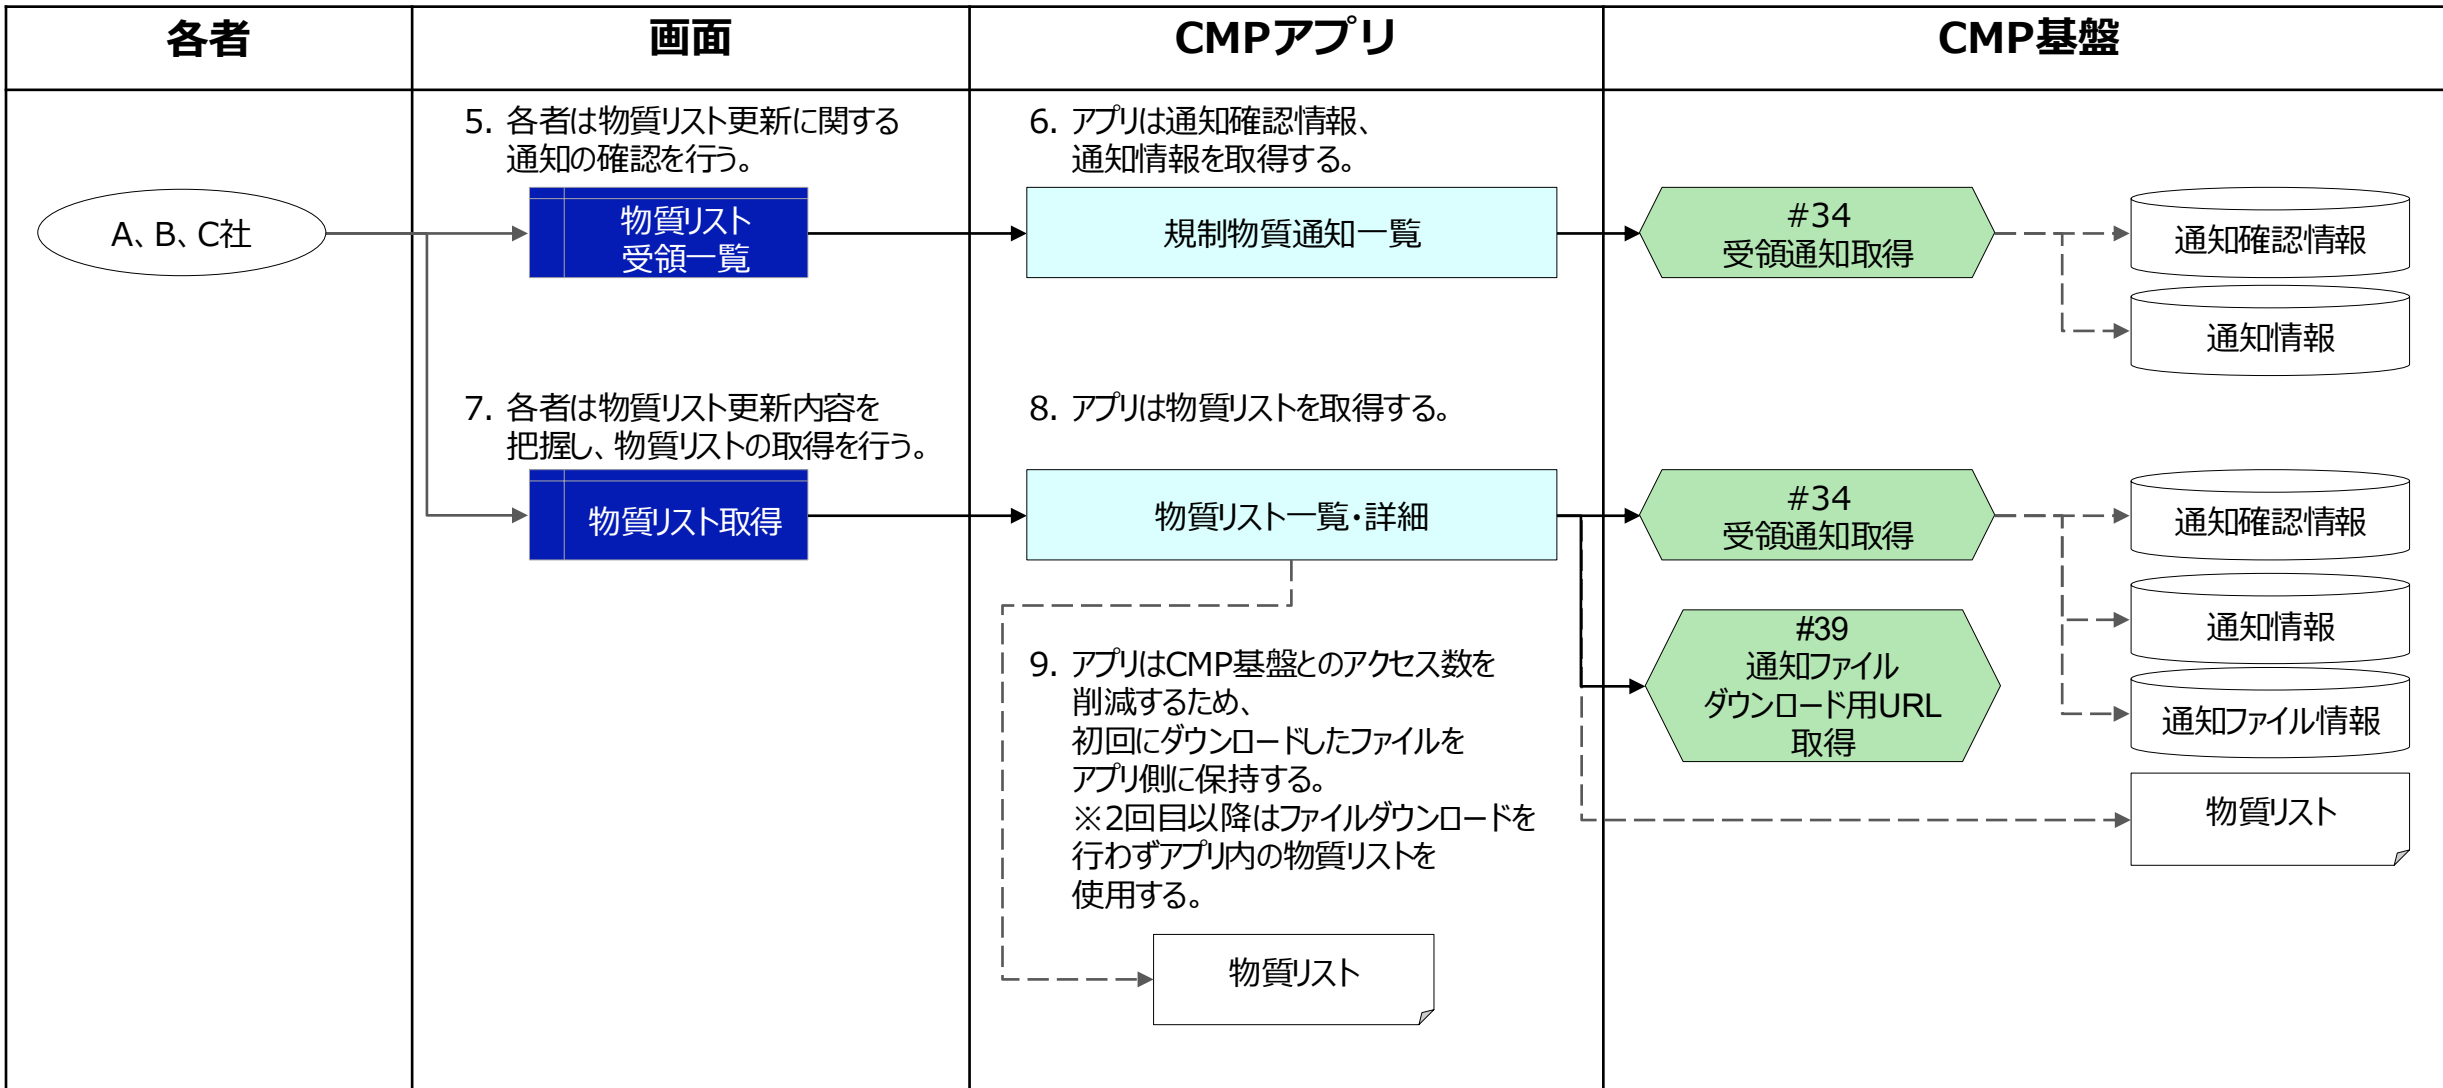 各者
画面
CMPアプリ
CMP基盤
5. 各者は物質リスト更新に関する
通知の確認を行う。
6. アプリは通知確認情報、
通知情報を取得する。
A、B、C社
物質リスト
受領一覧
規制物質通知一覧
#34
受領通知取得
通知確認情報
通知情報
7. 各者は物質リスト更新内容を
把握し、物質リストの取得を行う。
8. アプリは物質リストを取得する。
物質リスト取得
物質リスト一覧・詳細
#34
受領通知取得
通知確認情報
通知情報
通知ファイル情報
物質リスト
#39
通知ファイル
ダウンロード用URL
取得
9. アプリはCMP基盤とのアクセス数を
削減するため、
初回にダウンロードしたファイルを
アプリ側に保持する。
※2回目以降はファイルダウンロードを
行わずアプリ内の物質リストを
使用する。
物質リスト